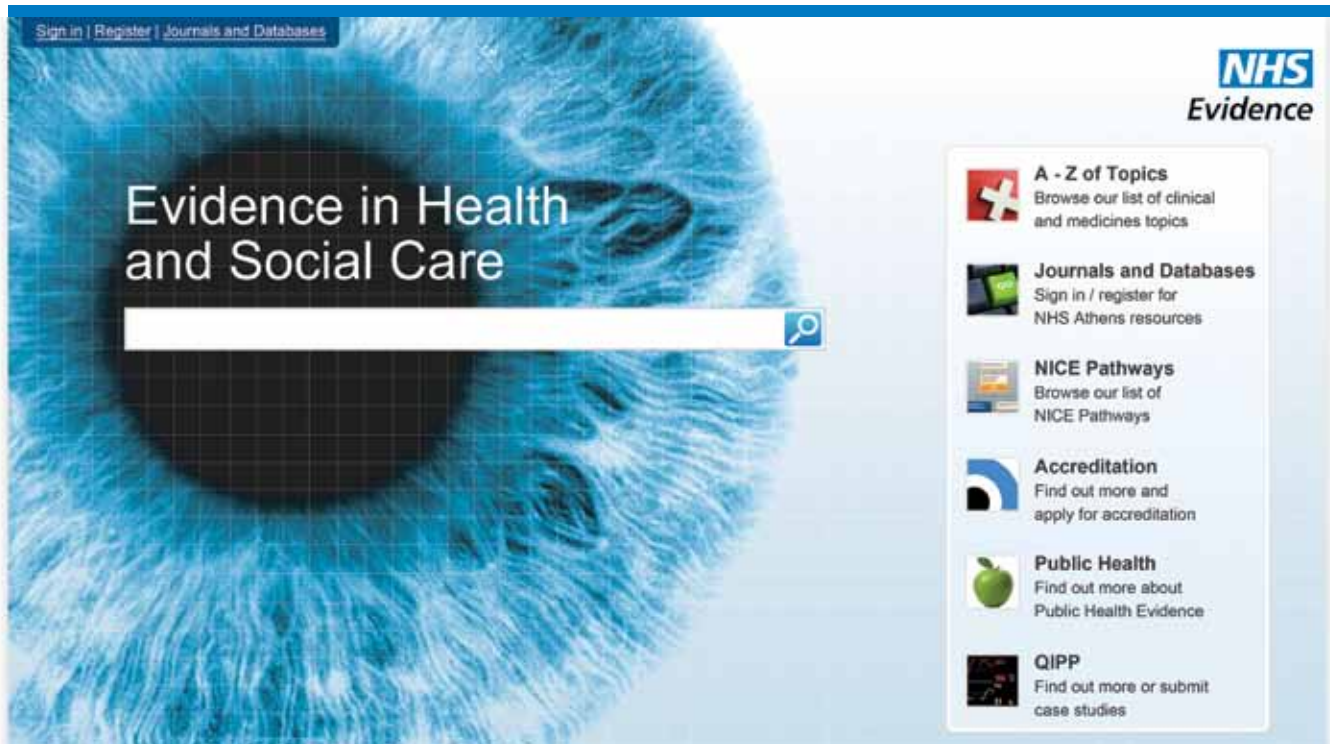 Sign in | Register | Journals and Databases
NHS
Evidence
Evidence in Health
and Social Care
A - Z of Topics
Browse our list of clinical
and medicines topics
Journals and Databases
Sign in / register for
NHS Athens resources
NICE Pathways
Browse our list of
NICE Pathways
Accreditation
Find out more and
apply for accreditation
Public Health
Find out more about
Public Health Evidence
QIPP
Find out more or submit
case studies